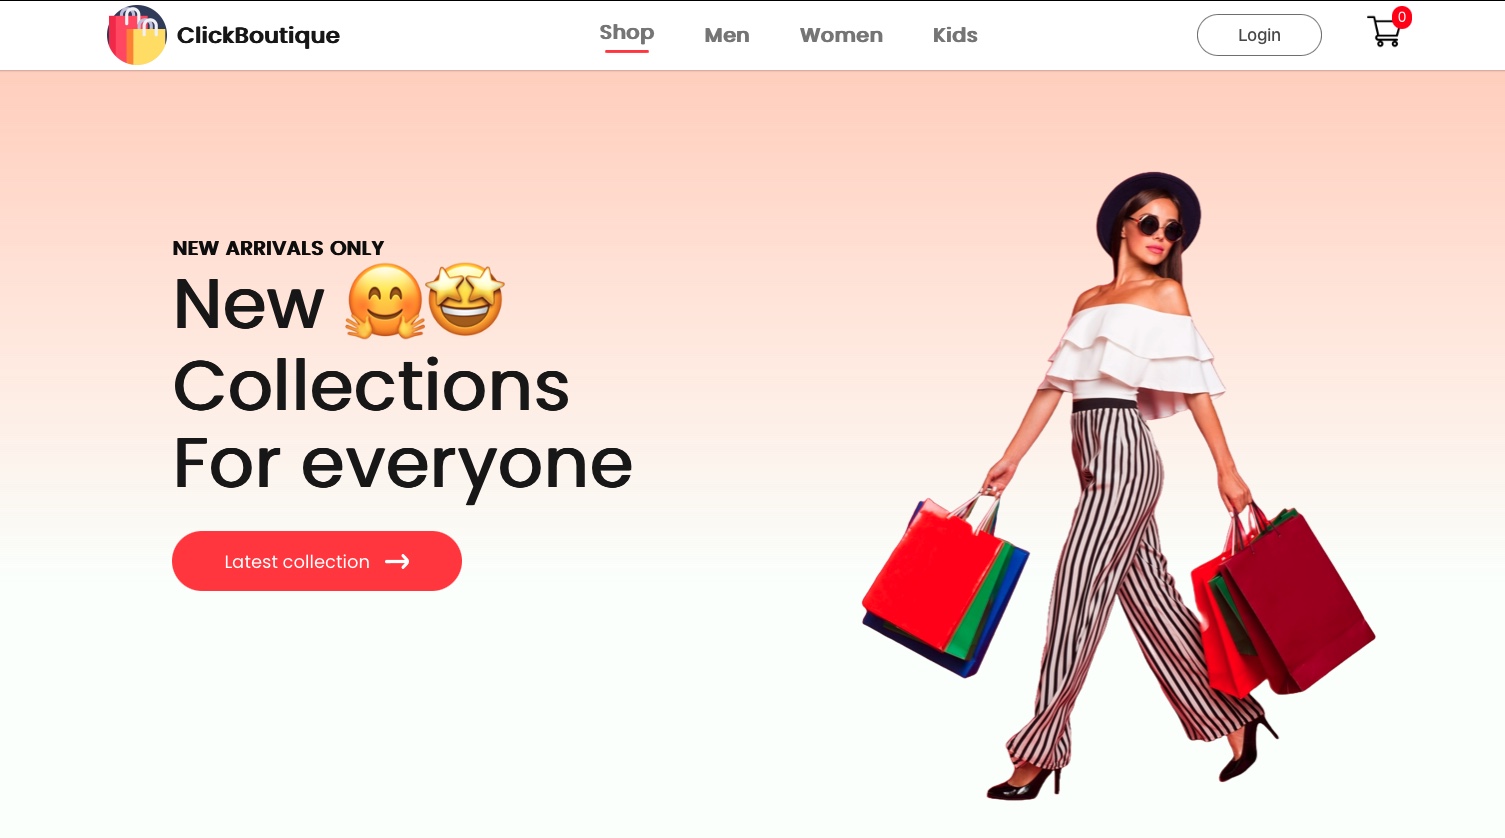 ClickBoutique
Shop
Men
Women
Kids
Login
0
NEW ARRIVALS ONLY
New 🤗🤩
Collections
For everyone
Latest collection